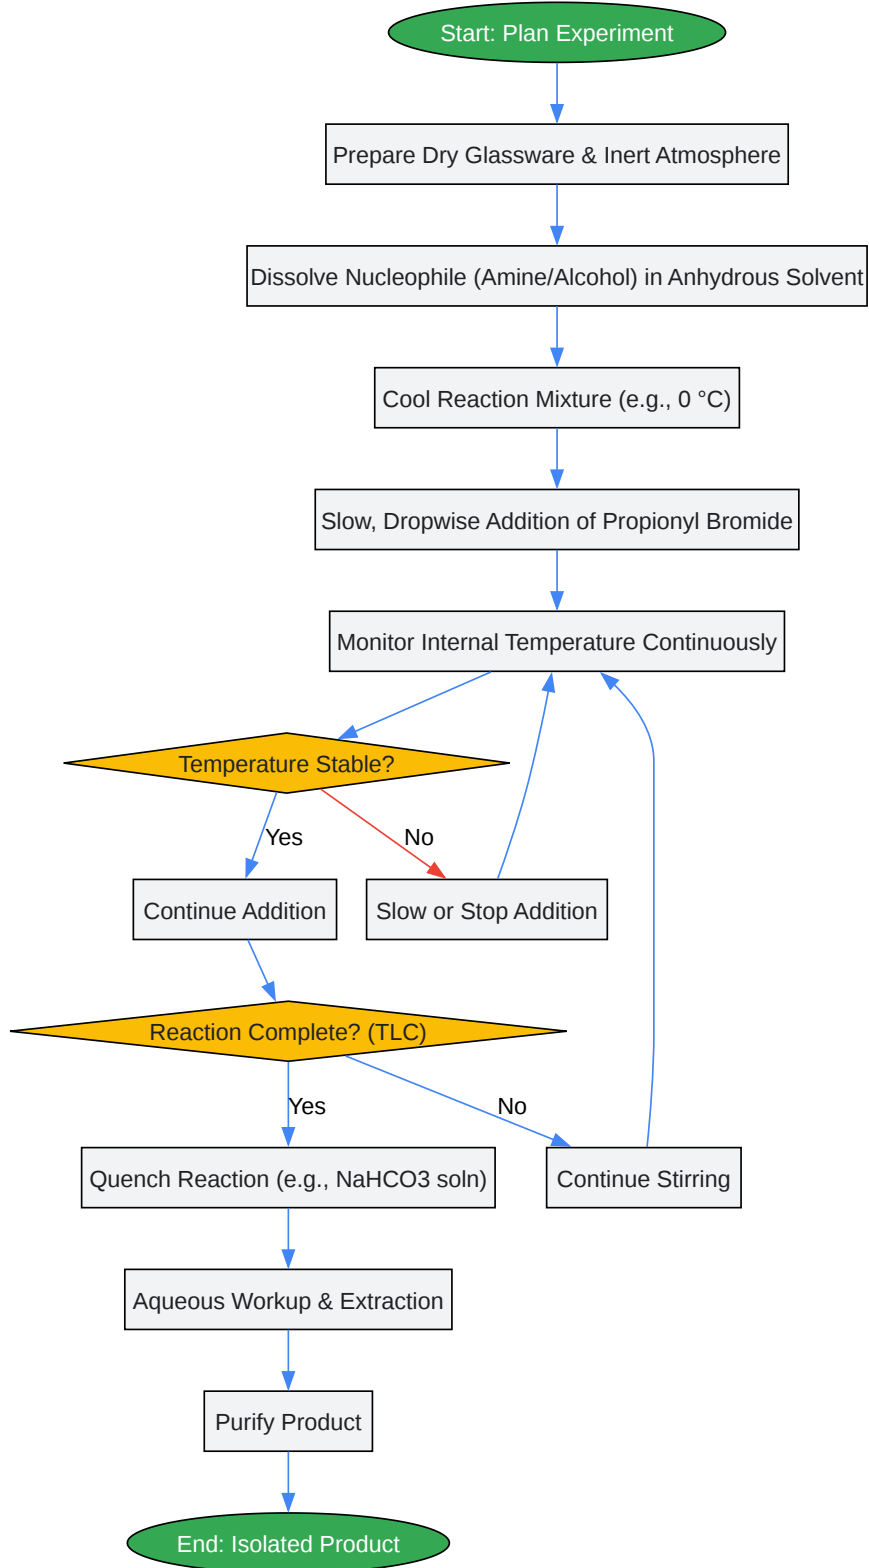 Start: Plan Experiment
Prepare Dry Glassware & Inert Atmosphere
Dissolve Nucleophile (Amine/Alcohol) in Anhydrous Solvent
Cool Reaction Mixture (e.g., 0 °C)
Slow, Dropwise Addition of Propionyl Bromide
Monitor Internal Temperature Continuously
Temperature Stable?
Yes
No
Continue Addition
Slow or Stop Addition
Reaction Complete? (TLC)
Yes
No
Quench Reaction (e.g., NaHCO3 soln)
Continue Stirring
Aqueous Workup & Extraction
Purify Product
End: Isolated Product